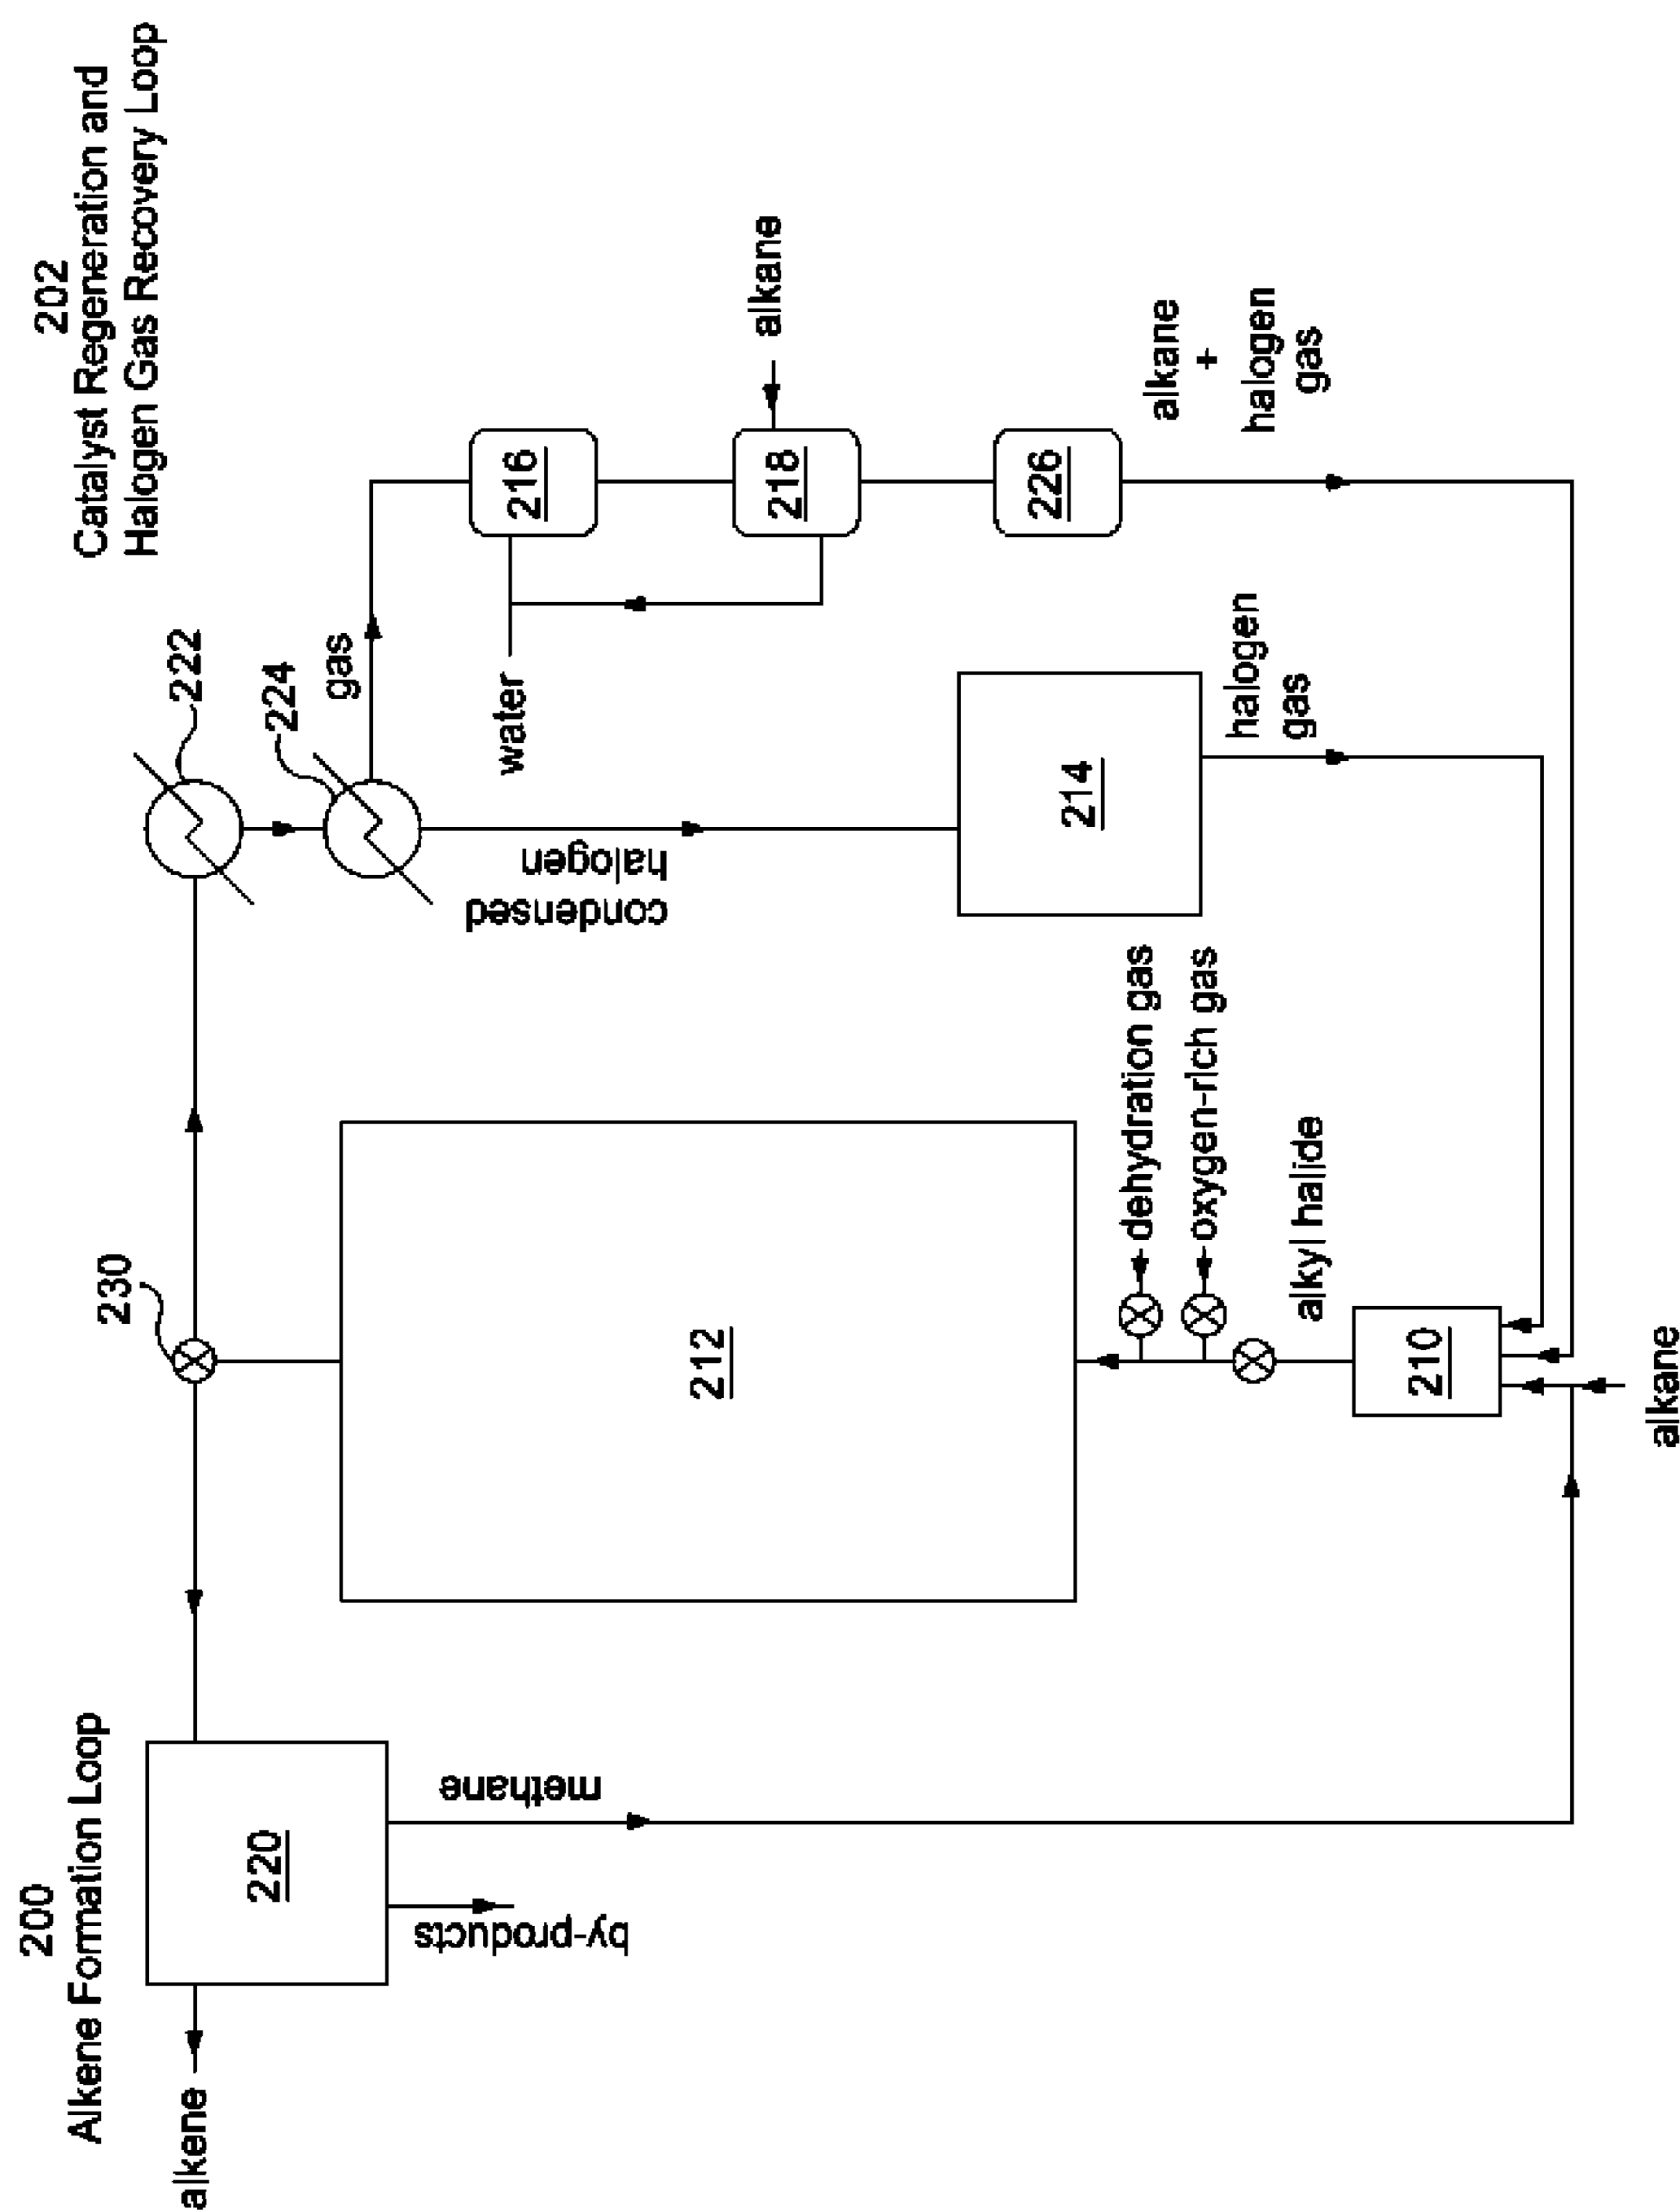 200
Alkene Formation Loop
202
Catalyst Regeneration and
Halogen Gas Recovery Loop
alkene
220
by-products
methane
230
222
224
gas
condensed
halogen
water
216
218
alkane
226
alkane
+
halogen
gas
214
halogen
gas
212
dehydration gas
oxygen-rich gas
alkyl halide
210
alkane